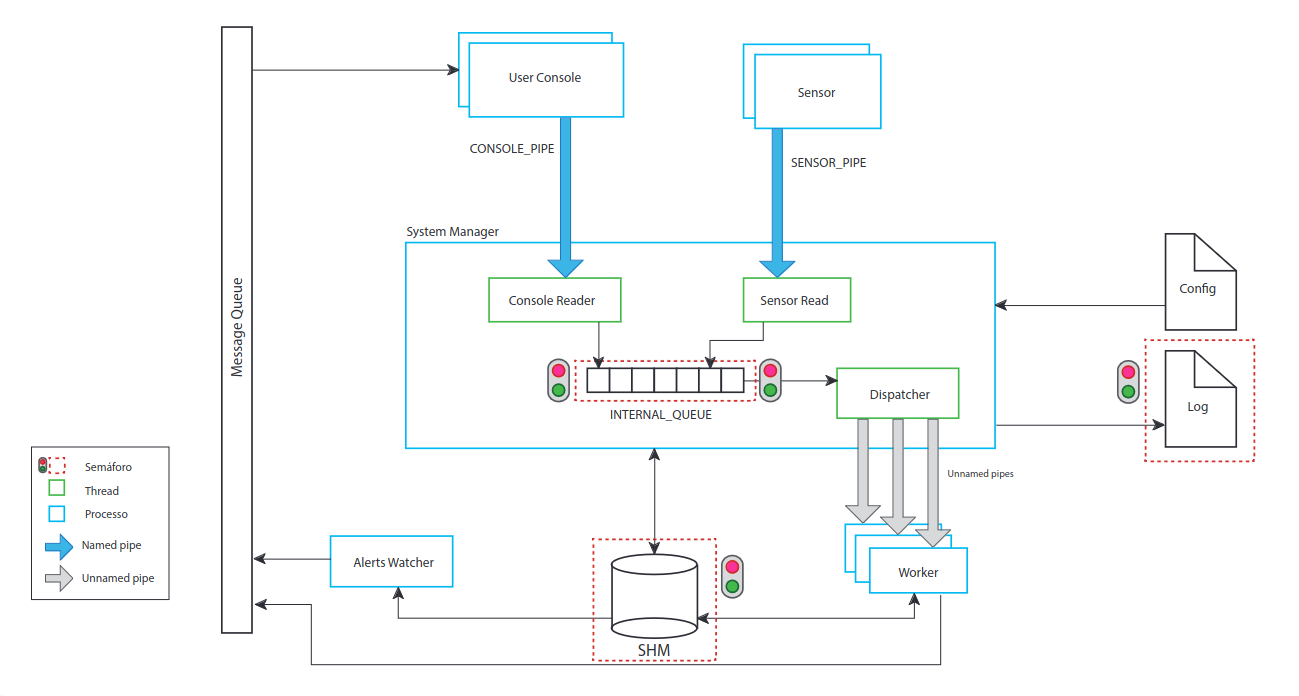 User Console
Sensor
CONSOLE_PIPE
SENSOR_PIPE
System Manager
Message Queue
Console Reader
Sensor Read
Config
INTERNAL_QUEUE
Dispatcher
Log
Unnamed pipes
Semáforo
Thread
Processo
Named pipe
Unnamed pipe
Alerts Watcher
Worker
SHM